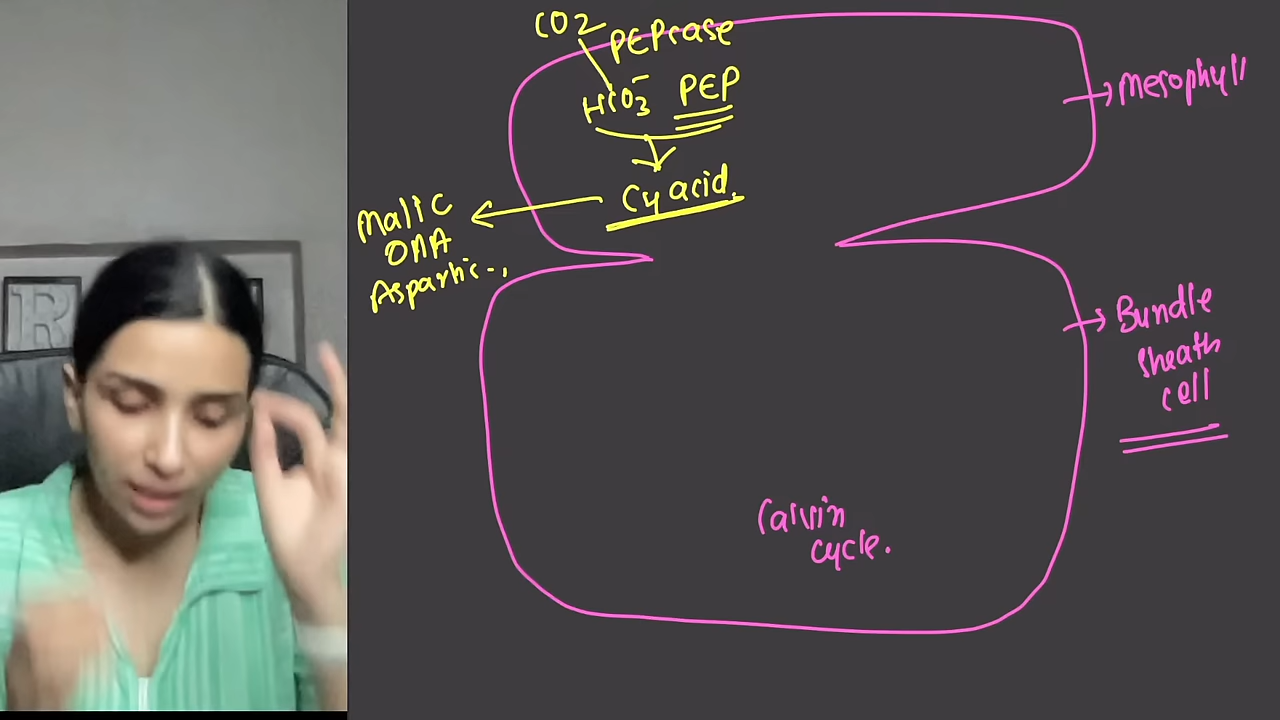 CO2
PEPcase
HCO3⁻ PEP
C4 acid.
Malic
OAA
Aspartic..,
Mesophyll
Bundle
sheath
cell
Calvin
cycle.
R